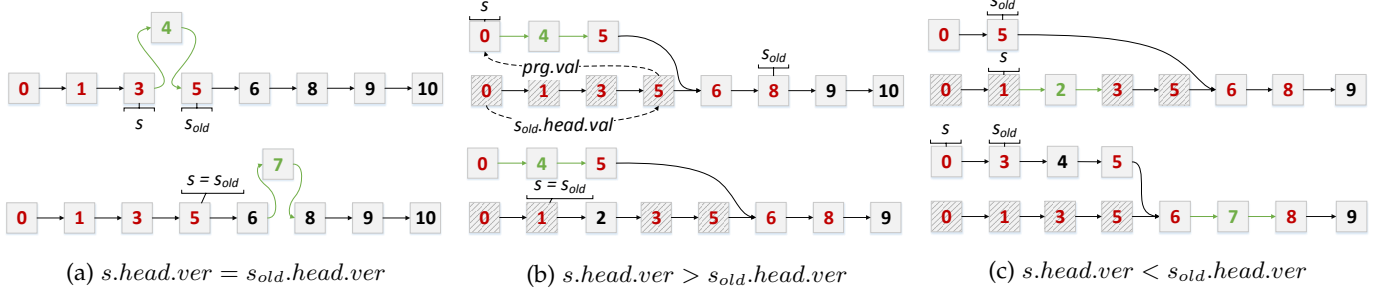 4
0 1 3 5 6 8 9 10
s s_old
7
s = s_old
0 1 3 5 6 8 9 10
(a) s.head.ver = s_old.head.ver
s
0 4 5
prg.val s_old
0 1 3 5 6 8 9 10
s_old.head.val
0 4 5
s = s_old
0 1 2 3 5 6 8 9
(b) s.head.ver > s_old.head.ver
s_old
0 5
s
0 1 2 3 5 6 8 9
s s_old
0 3 4 5
0 1 3 5 6 7 8 9
(c) s.head.ver < s_old.head.ver